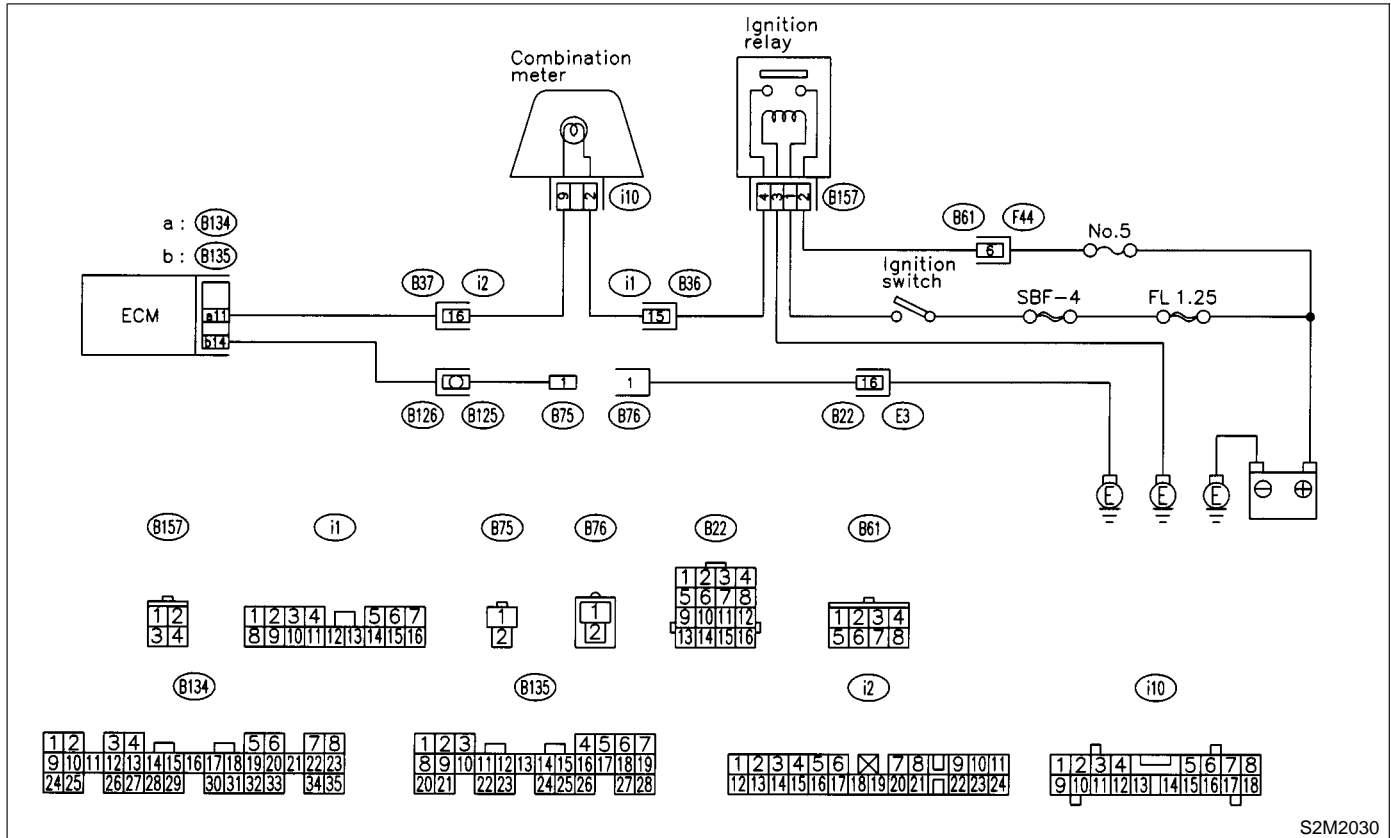 Ignition
relay
Combination
meter
9 2
i10
4 3 1 2
B157
a : B134
b : B135
B61 F44
No.5
6
Ignition
switch
B37 i2
i1 B36
SBF-4
FL 1.25
ECM
a11
16
15
b14
1
1
16
B126 B125 B75 B76
B22 E3
E E E
⊖ ⊕
B157 i1 B75 B76 B22 B61
1 2
3 4
1 2 3 4 5 6 7
8 9 10 11 12 13 14 15 16
1
2
1
2
1 2 3 4
5 6 7 8
9 10 11 12
13 14 15 16
1 2 3 4
5 6 7 8
B134 B135 i2 i10
1 2 3 4 5 6 7 8
9 10 11 12 13 14 15 16 17 18 19 20 21 22 23
24 25 26 27 28 29 30 31 32 33 34 35
1 2 3 4 5 6 7
8 9 10 11 12 13 14 15 16 17 18 19
20 21 22 23 24 25 26 27 28
1 2 3 4 5 6 7 8 9 10 11
12 13 14 15 16 17 18 19 20 21 22 23 24
1 2 3 4 5 6 7 8
9 10 11 12 13 14 15 16 17 18
S2M2030